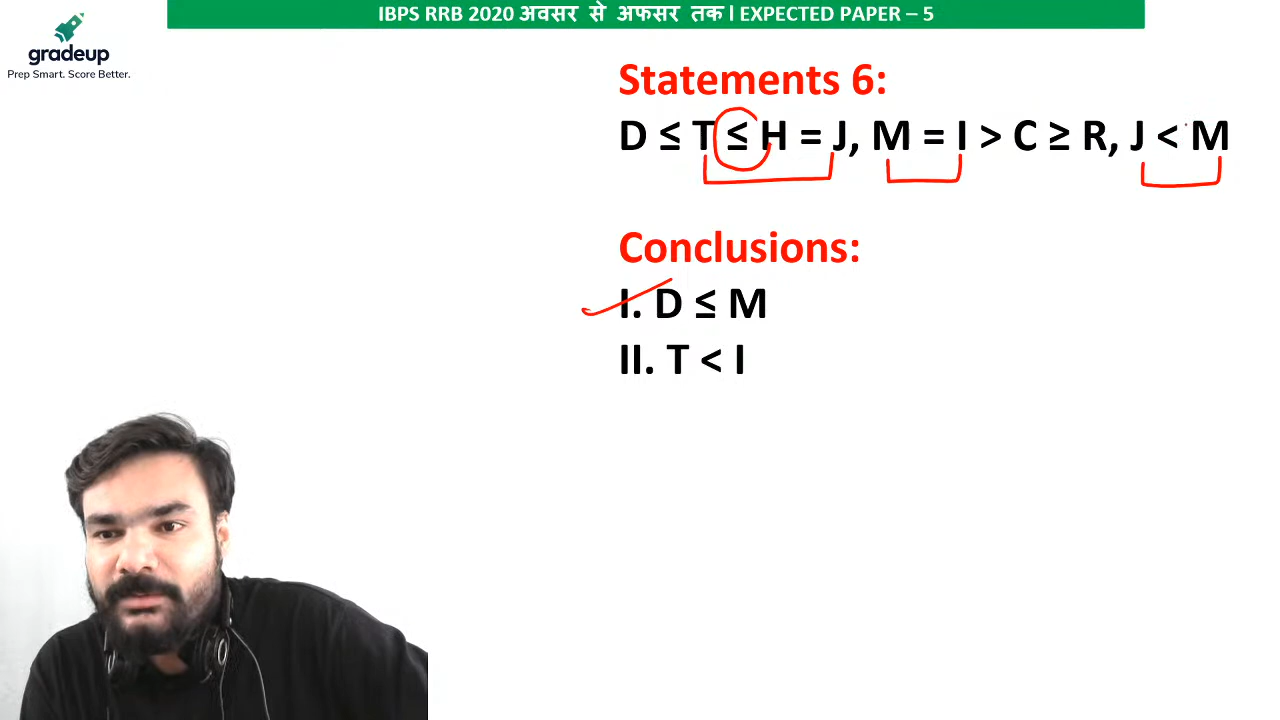 IBPS RRB 2020 अवसर से अफसर तक I EXPECTED PAPER – 5
gradeup
Prep Smart. Score Better.
Statements 6:
D ≤ T ≤ H = J, M = I > C ≥ R, J < M
Conclusions:
I. D ≤ M
II. T < I